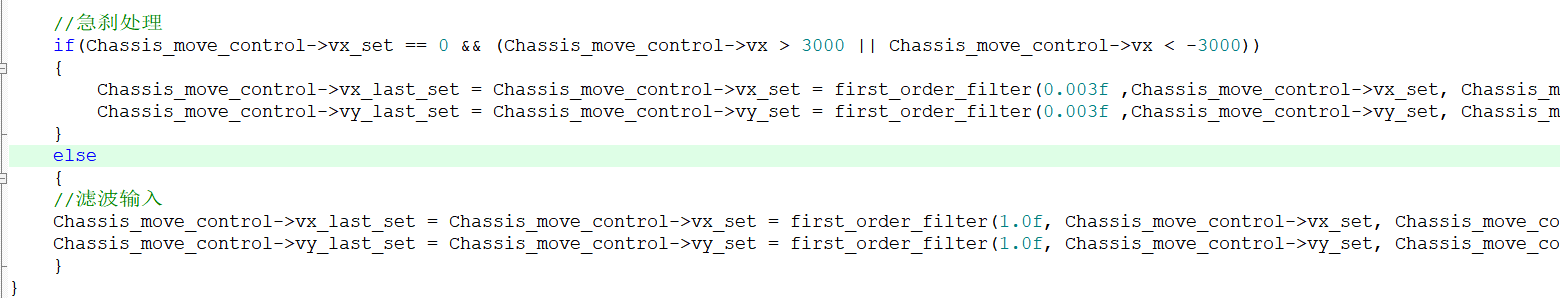 //急刹处理
if(Chassis_move_control->vx_set == 0 && (Chassis_move_control->vx > 3000 || Chassis_move_control->vx < -3000))
{
Chassis_move_control->vx_last_set = Chassis_move_control->vx_set = first_order_filter(0.003f ,Chassis_move_control->vx_set, Chassis_m
Chassis_move_control->vy_last_set = Chassis_move_control->vy_set = first_order_filter(0.003f ,Chassis_move_control->vy_set, Chassis_m
}
else
{
//滤波输入
Chassis_move_control->vx_last_set = Chassis_move_control->vx_set = first_order_filter(1.0f, Chassis_move_control->vx_set, Chassis_move_co
Chassis_move_control->vy_last_set = Chassis_move_control->vy_set = first_order_filter(1.0f, Chassis_move_control->vy_set, Chassis_move_co
}
}